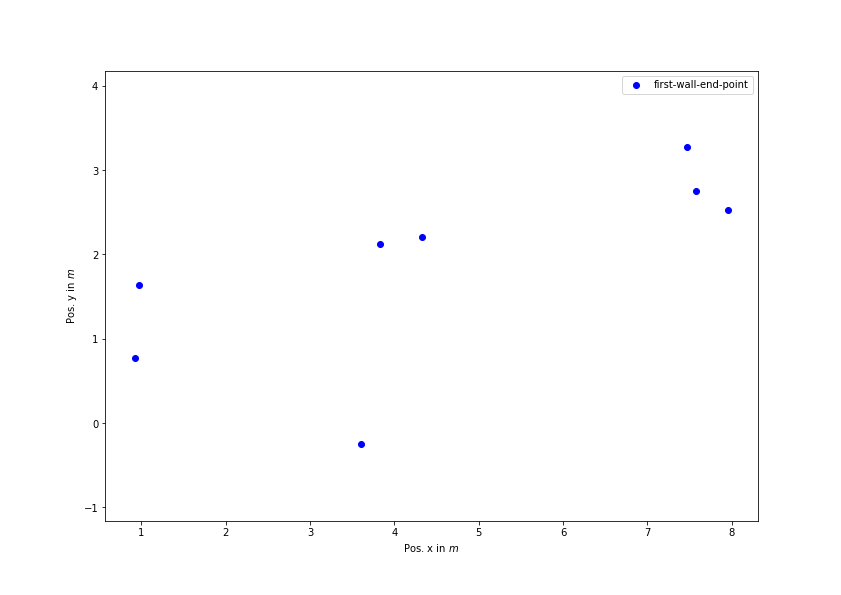 first-wall-end-point
4
3
2
1
0
−1
Pos. y in m
1 2 3 4 5 6 7 8
Pos. x in m